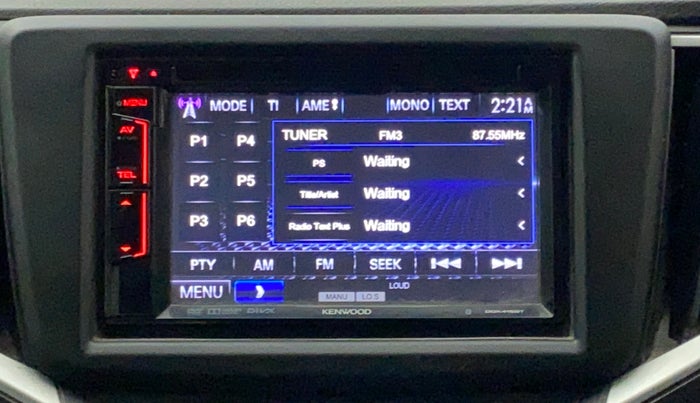 MENU
MODE TI AME MONO TEXT 2:21 AM
AV
P1 P4 TUNER FM3 87.55MHz
PS Waiting <
TEL
P2 P5 Title/Artist Waiting <
P3 P6 Radio Text Plus Waiting <
PTY AM FM SEEK
MENU LOUD
MANU LO.S
KENWOOD